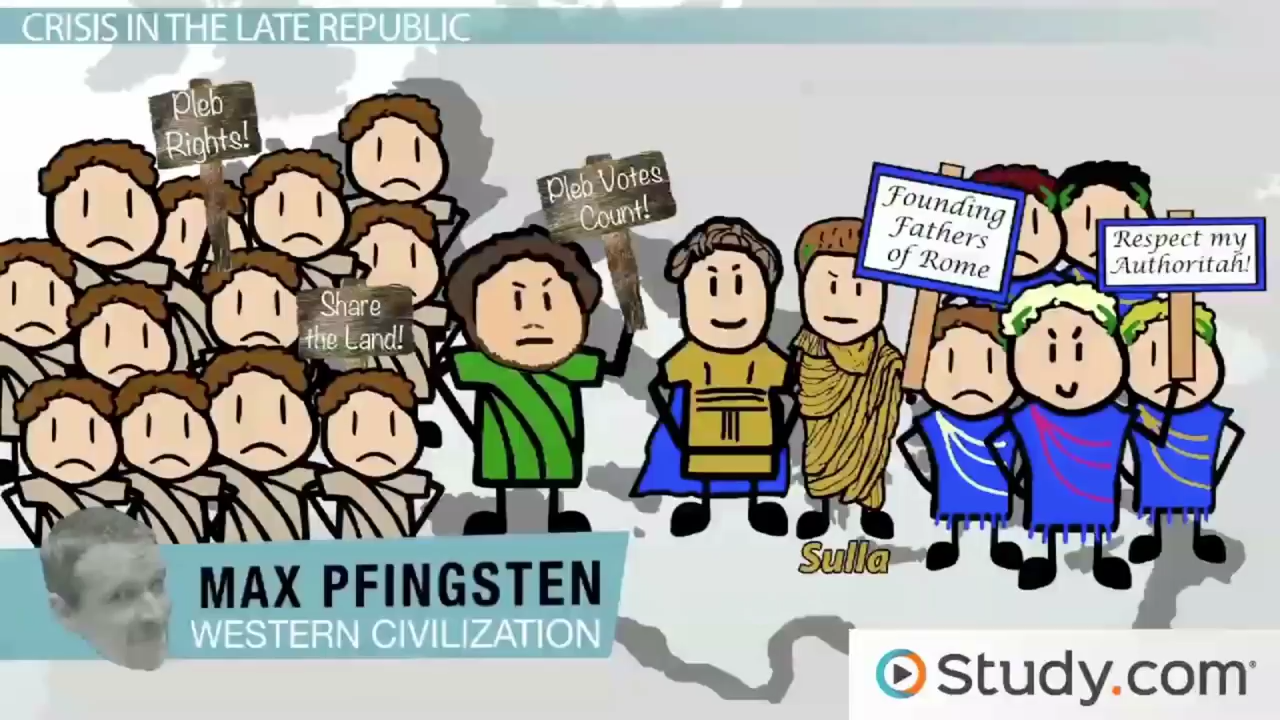 CRISIS IN THE LATE REPUBLIC
Pleb
Rights!
Pleb Votes
Count!
Share
the Land!
Founding
Fathers
of Rome
Respect my
Authoritah!
Sulla
MAX PFINGSTEN
WESTERN CIVILIZATION
Study.com®